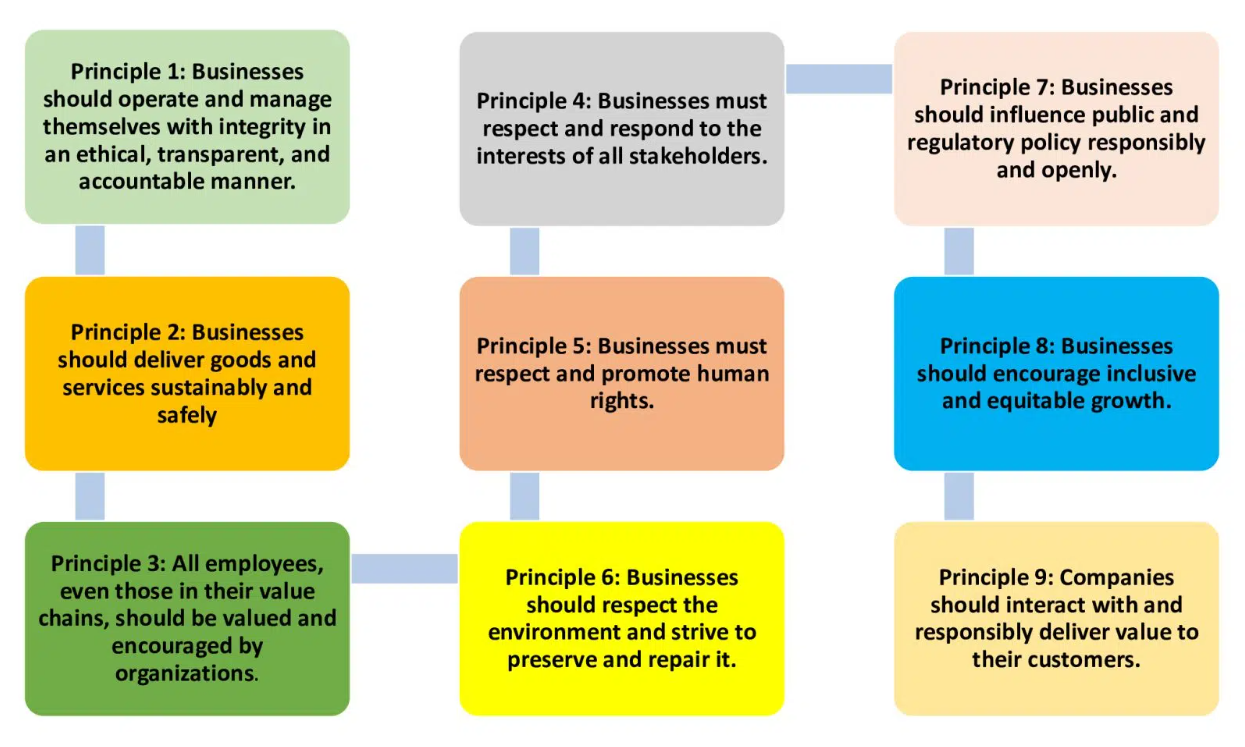 Principle 1: Businesses
should operate and manage
themselves with integrity in
an ethical, transparent, and
accountable manner.
Principle 2: Businesses
should deliver goods and
services sustainably and
safely
Principle 3: All employees,
even those in their value
chains, should be valued and
encouraged by
organizations.
Principle 4: Businesses must
respect and respond to the
interests of all stakeholders.
Principle 5: Businesses must
respect and promote human
rights.
Principle 6: Businesses
should respect the
environment and strive to
preserve and repair it.
Principle 7: Businesses
should influence public and
regulatory policy responsibly
and openly.
Principle 8: Businesses
should encourage inclusive
and equitable growth.
Principle 9: Companies
should interact with and
responsibly deliver value to
their customers.